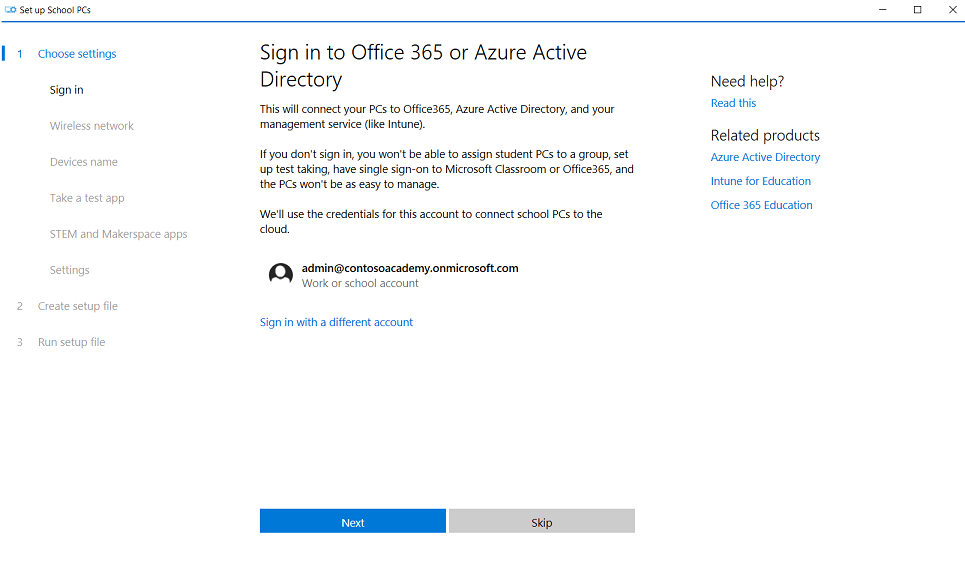 Set up School PCs
1 Choose settings
Sign in
Wireless network
Devices name
Take a test app
STEM and Makerspace apps
Settings
2 Create setup file
3 Run setup file
Sign in to Office 365 or Azure Active
Directory
This will connect your PCs to Office365, Azure Active Directory, and your
management service (like Intune).
If you don't sign in, you won't be able to assign student PCs to a group, set
up test taking, have single sign-on to Microsoft Classroom or Office365, and
the PCs won't be as easy to manage.
We'll use the credentials for this account to connect school PCs to the
cloud.
admin@contosoacademy.onmicrosoft.com
Work or school account
Sign in with a different account
Next
Skip
Need help?
Read this
Related products
Azure Active Directory
Intune for Education
Office 365 Education